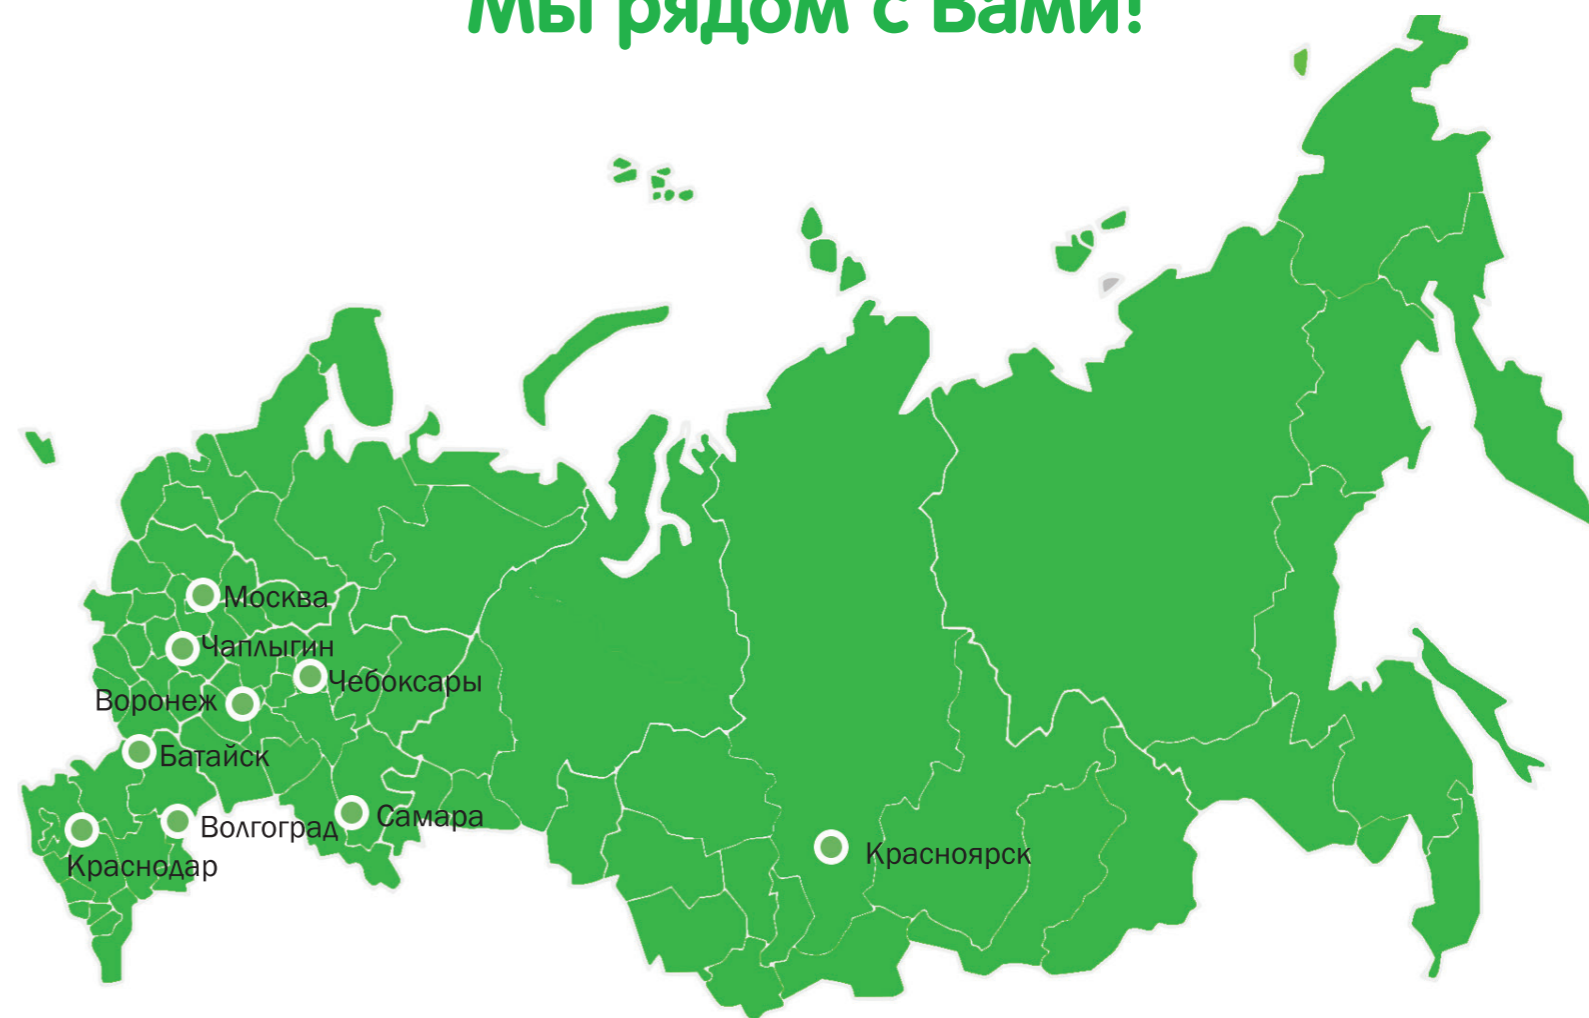 Мы рядом с Вами!
Москва
Чаплыгин
Чебоксары
Воронеж
Батайск
Самара
Волгоград
Красноярск
Краснодар